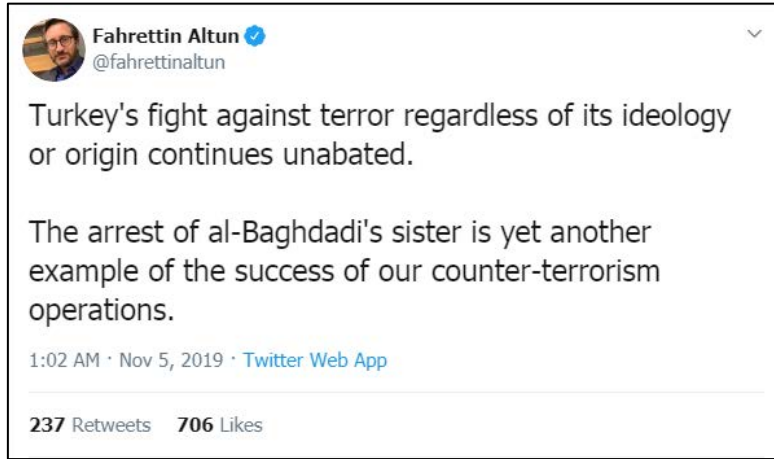 Fahrettin Altun
@fahrettinaltun
Turkey's fight against terror regardless of its ideology
or origin continues unabated.
The arrest of al-Baghdadi's sister is yet another
example of the success of our counter-terrorism
operations.
1:02 AM · Nov 5, 2019 · Twitter Web App
237 Retweets 706 Likes